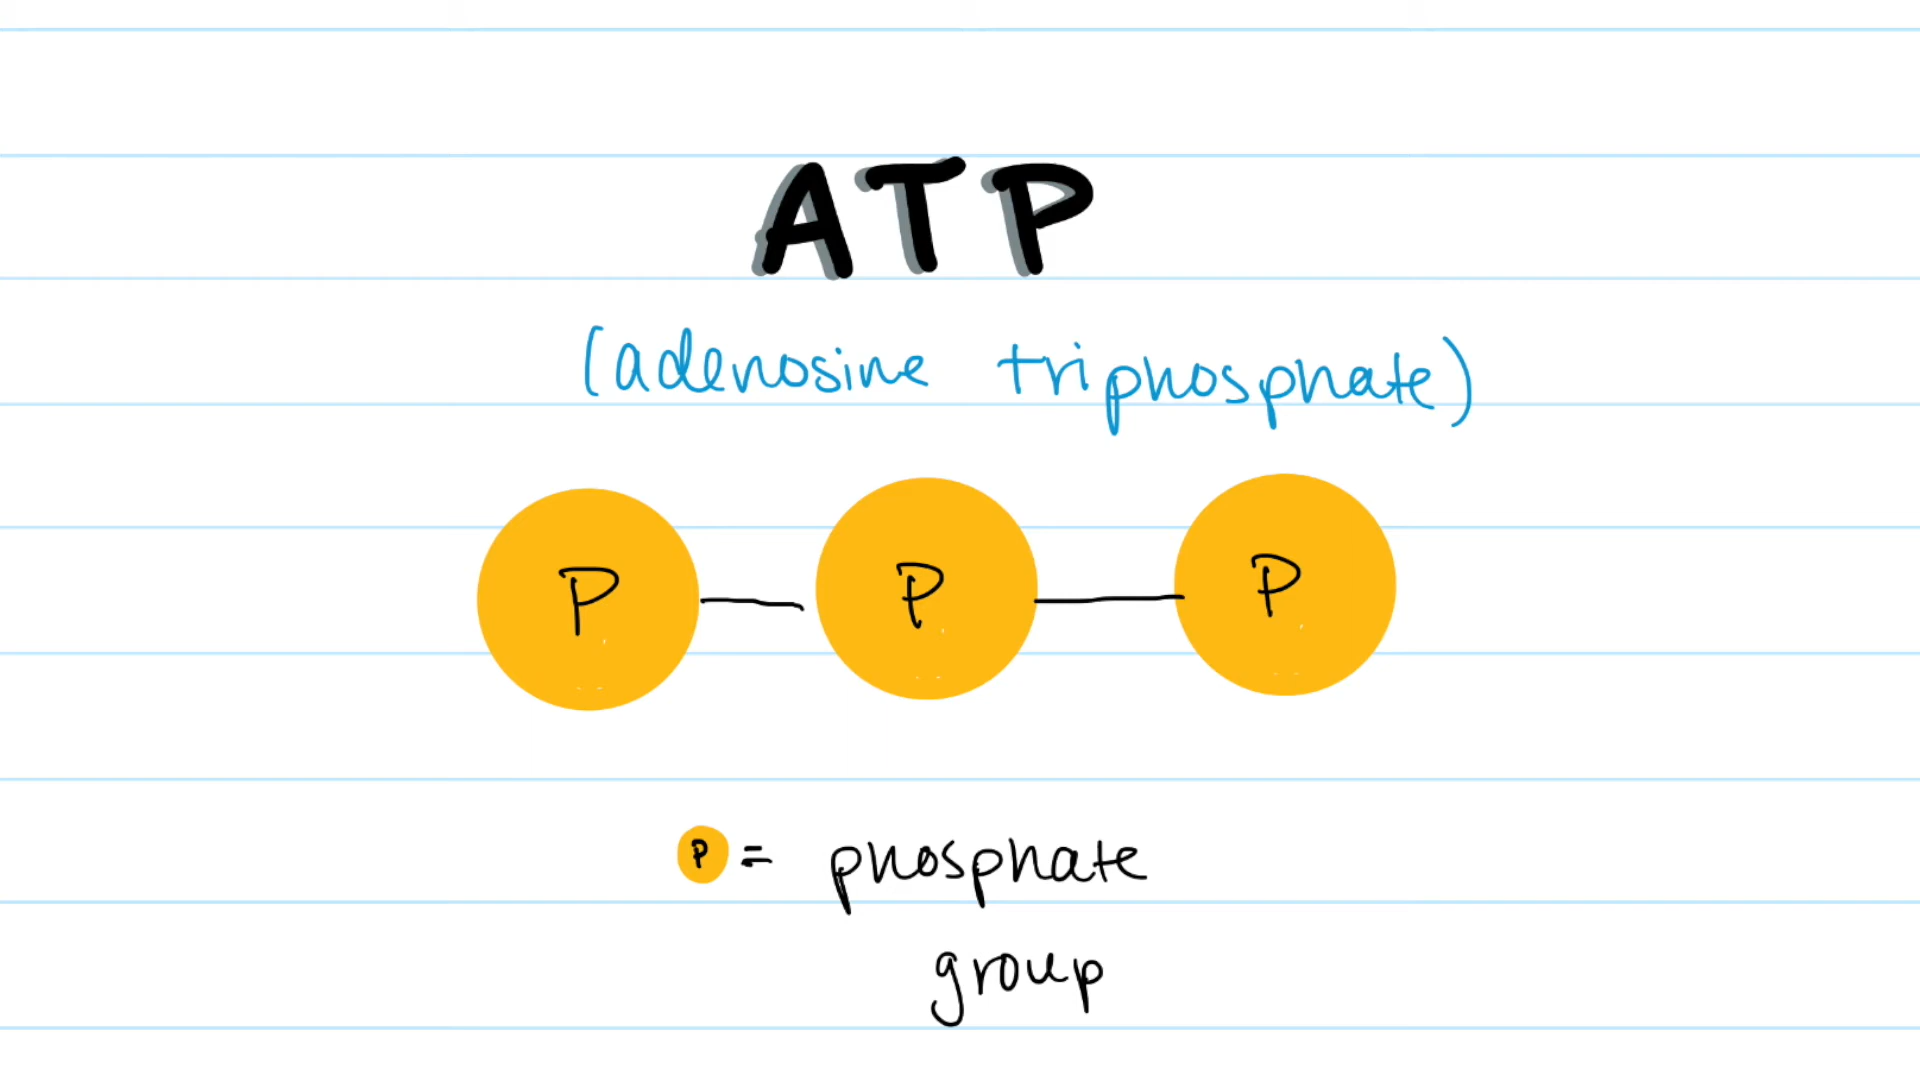 ATP
(adenosine triphosphate)
P P P
P = phosphate
group